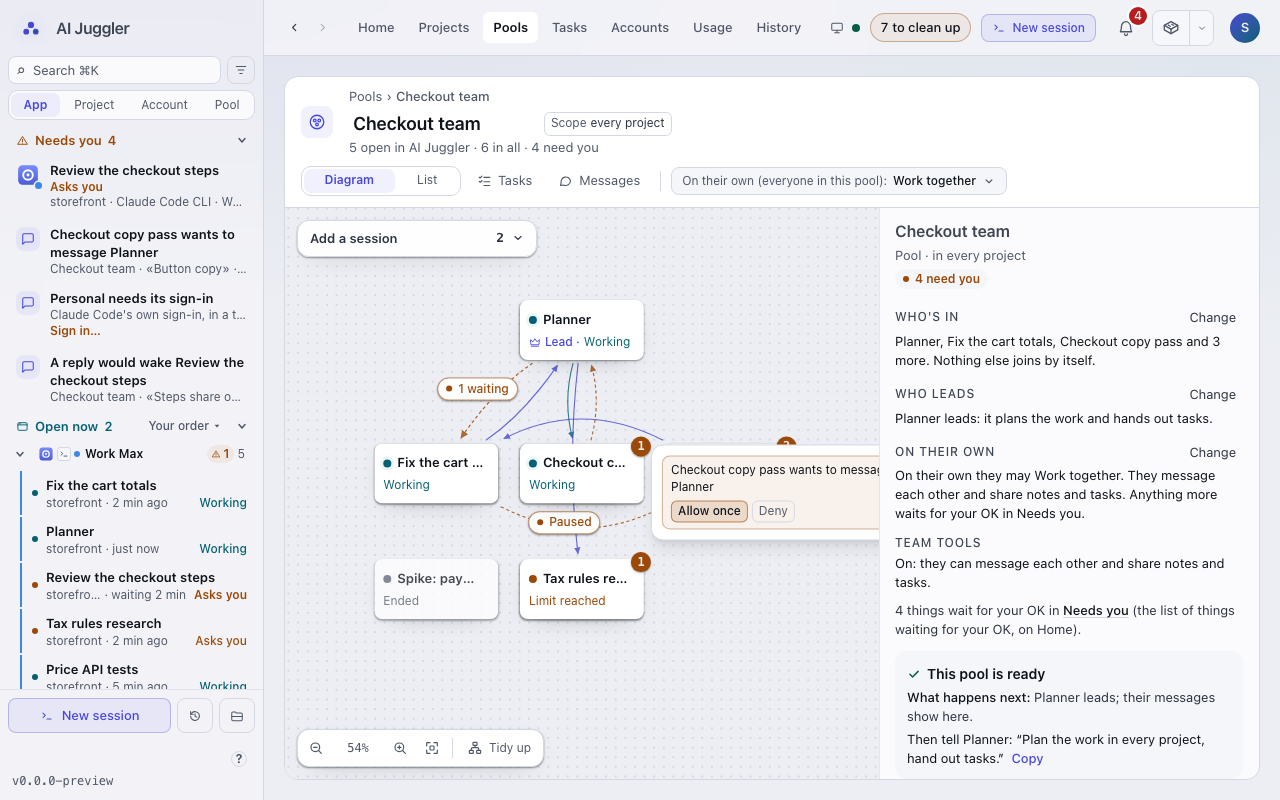 AI Juggler
Search ⌘K
App Project Account Pool
Needs you 4
Review the checkout steps
Asks you
storefront · Claude Code CLI · W…
Checkout copy pass wants to
message Planner
Checkout team · «Button copy» ·…
Personal needs its sign-in
Claude Code's own sign-in, in a t…
Sign in…
A reply would wake Review the
checkout steps
Checkout team · «Steps share o…
Open now 2 Your order
Work Max 1 5
Fix the cart totals
storefront · 2 min ago Working
Planner
storefront · just now Working
Review the checkout steps
storefro… · waiting 2 min Asks you
Tax rules research
storefront · 2 min ago Asks you
Price API tests
storefront · 5 min ago Working
New session
?
v0.0.0-preview
Home Projects Pools Tasks Accounts Usage History
7 to clean up
New session
4
S
Pools › Checkout team
Checkout team
Scope every project
5 open in AI Juggler · 6 in all · 4 need you
Diagram List Tasks Messages
On their own (everyone in this pool): Work together
Add a session 2
Planner
Lead · Working
1 waiting
Fix the cart …
Working
Checkout c…
Working
1
Checkout copy pass wants to messag
Planner
Allow once Deny
Paused
Spike: pay…
Ended
Tax rules re…
Limit reached
1
54% Tidy up
Checkout team
Pool · in every project
4 need you
WHO'S IN Change
Planner, Fix the cart totals, Checkout copy pass and 3
more. Nothing else joins by itself.
WHO LEADS Change
Planner leads: it plans the work and hands out tasks.
ON THEIR OWN Change
On their own they may Work together. They message
each other and share notes and tasks. Anything more
waits for your OK in Needs you.
TEAM TOOLS
On: they can message each other and share notes and
tasks.
4 things wait for your OK in Needs you (the list of things
waiting for your OK, on Home).
This pool is ready
What happens next: Planner leads; their messages
show here.
Then tell Planner: “Plan the work in every project,
hand out tasks.” Copy